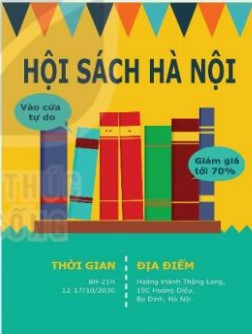 HỘI SÁCH HÀ NỘI
Vào cửa
tự do
Giảm giá
tới 70%
THỜI GIAN
8H-21H
12 17/10/2030
ĐỊA ĐIỂM
Hoàng thành Thăng Long,
19C Hoàng Diệu,
Ba Đình, Hà Nội.